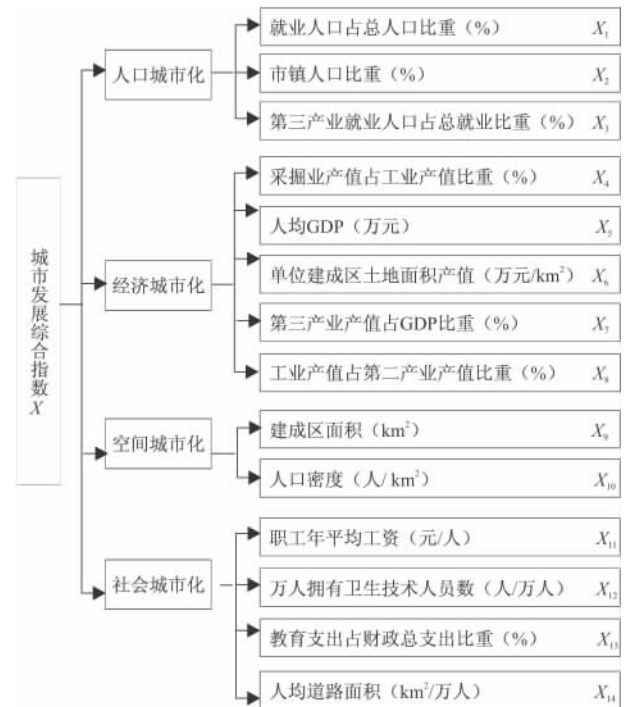 城市发展综合指数X
人口城市化
就业人口占总人口比重（%） X₁
市镇人口比重（%） X₂
第三产业就业人口占总就业比重（%） X₃
经济城市化
采掘业产值占工业产值比重（%） X₄
人均GDP（万元） X₅
单位建成区土地面积产值（万元/km²） X₆
第三产业产值占GDP比重（%） X₇
工业产值占第二产业产值比重（%） X₈
空间城市化
建成区面积（km²） X₉
人口密度（人/ km²） X₁₀
社会城市化
职工年平均工资（元/人） X₁₁
万人拥有卫生技术人员数（人/万人） X₁₂
教育支出占财政总支出比重（%） X₁₃
人均道路面积（km²/万人） X₁₄